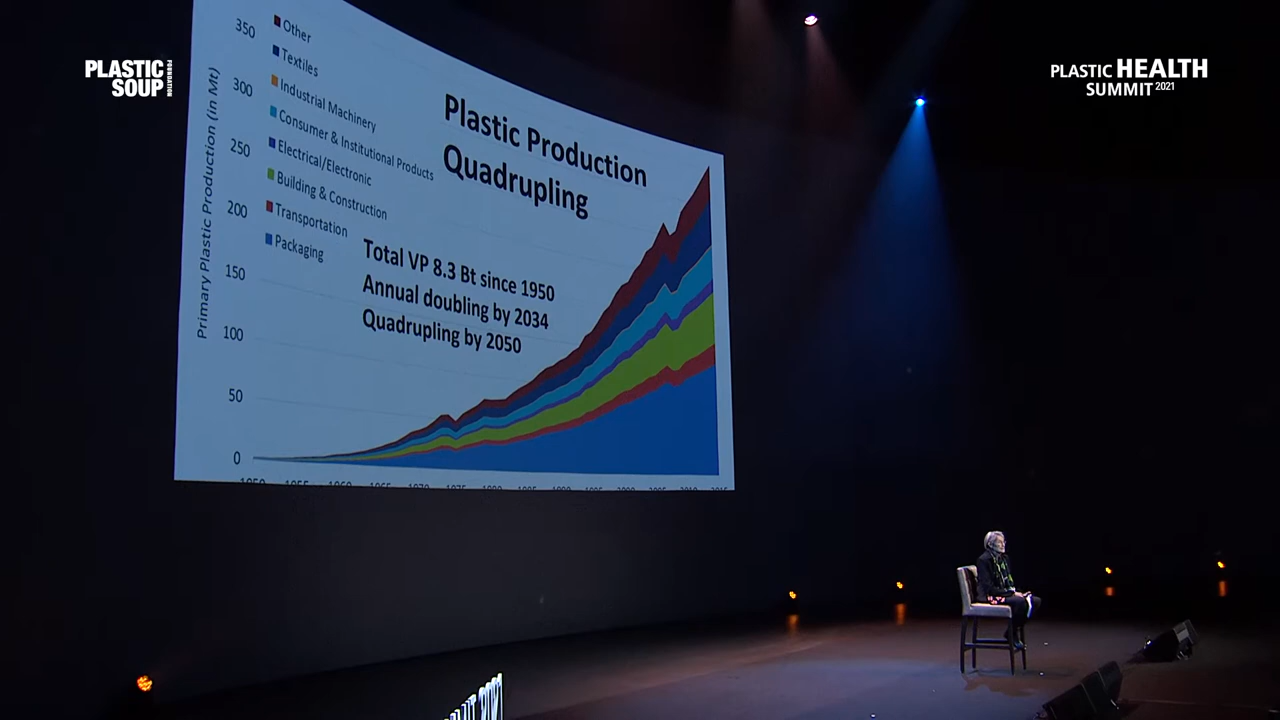 PLASTIC
SOUP
FOUNDATION
PLASTIC HEALTH
SUMMIT 2021
Plastic Production
Quadrupling
Total VP 8.3 Bt since 1950
Annual doubling by 2034
Quadrupling by 2050
Other
Textiles
Industrial Machinery
Consumer & Institutional Products
Electrical/Electronic
Building & Construction
Transportation
Packaging
Primary Plastic Production (in Mt)
350
300
250
200
150
100
50
0